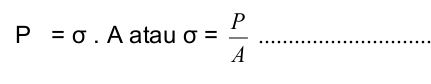 P = σ . A atau σ = P/A ............................